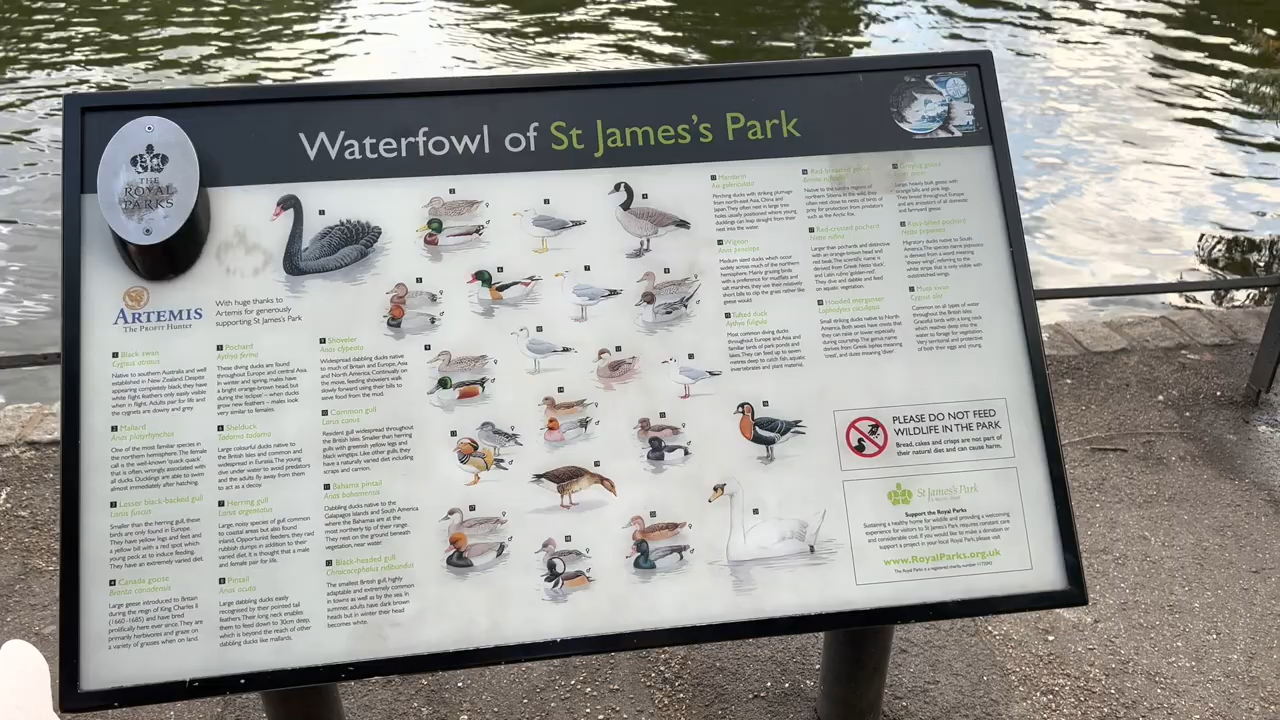 Waterfowl of St James's Park
THE
ROYAL
PARKS
ARTEMIS
The PROFIT Hunter
With huge thanks to
Artemis for generously
supporting St James's Park
1 Black swan
Cygnus atratus
Native to southern Australia and well
established in New Zealand. Despite
appearing completely black, they have
white flight feathers only easily visible
when in flight. Adults pair for life and
the cygnets are downy and grey
2 Mallard
Anas platyrhynchos
One of the most familiar species in
the northern hemisphere. The female
call is the well-known 'quack quack'
that is often, wrongly, associated with
all ducks. Ducklings are able to swim
almost immediately after hatching.
3 Lesser black-backed gull
Larus fuscus
Smaller than the herring gull, these
birds are only found in Europe.
They have yellow legs and feet and
a yellow bill with a red spot which
young peck at to induce feeding.
They have an extremely varied diet.
4 Canada goose
Branta canadensis
Large geese introduced to Britain
during the reign of King Charles II
(1660-1685) and have bred
prolifically here ever since. They are
primarily herbivores and graze on
a variety of grasses when on land.
5 Pochard
Aythya ferina
These diving ducks are found
throughout Europe and central Asia.
In winter and spring, males have
a bright orange-brown head, but
during the 'eclipse' – when ducks
grow new feathers – males look
very similar to females.
6 Shelduck
Tadorna tadorna
Large colourful ducks native to
the British Isles and common and
widespread in Eurasia. The young
dive under water to avoid predators
and the adults fly away from them
to act as a decoy.
7 Herring gull
Larus argentatus
Large, noisy species of gull common
to coastal areas but also found
inland. Opportunist feeders, they raid
rubbish dumps in addition to their
varied diet. It is thought that a male
and female pair for life.
8 Pintail
Anas acuta
Large dabbling ducks easily
recognised by their pointed tail
feathers. Their long neck enables
them to feed down to 30cm deep,
which is beyond the reach of other
dabbling ducks like mallards.
9 Shoveler
Anas clypeata
Widespread dabbling ducks native
to much of Britain and Europe, Asia
and North America. Continually on
the move, feeding shovelers walk
slowly forward using their bills to
sieve food from the mud.
10 Common gull
Larus canus
Resident gull widespread throughout
the British Isles. Smaller than herring
gulls with greenish yellow legs and
black wingtips. Like other gulls, they
have a naturally varied diet including
scraps and carrion.
11 Bahama pintail
Anas bahamensis
Dabbling ducks native to the
Galapagos Islands and South America
where the Bahamas are at the
most northerly tip of their range.
They nest on the ground beneath
vegetation, near water.
12 Black-headed gull
Chroicocephalus ridibundus
The smallest British gull, highly
adaptable and extremely common
in towns as well as by the sea. In
summer, adults have dark brown
heads but in winter their head
becomes white.
13 Mandarin
Aix galericulata
Perching ducks with striking plumage
from north-east Asia, China and
Japan. They often nest in large tree
holes usually positioned where young
ducklings can leap straight from their
nest into the water.
14 Wigeon
Anas penelope
Medium sized ducks which occur
widely across much of the northern
hemisphere. Mainly grazing birds
with a preference for mudflats and
salt marshes, they use their relatively
short bills to clip the grass rather like
geese would
15 Tufted duck
Aythya fuligula
Most common diving ducks
throughout Europe and Asia and
familiar birds of park ponds and
lakes. They can feed up to seven
metres deep to catch fish, aquatic
invertebrates and plant material.
16 Red-breasted goose
Branta ruficollis
Native to the tundra regions of
northern Siberia. In the wild, they
often nest close to nests of birds of
prey for protection from predators
such as the Arctic fox.
17 Red-crested pochard
Netta rufina
Larger than pochards and distinctive
with an orange-brown head and
red beak. The scientific name is
derived from Greek Netta 'duck',
and Latin rufina 'golden-red'.
They dive and dabble and feed
on aquatic vegetation.
18 Hooded merganser
Lophodytes cucullatus
Small striking ducks native to North
America. Both sexes have crests that
they can raise or lower especially
during courtship. The genus name
derives from Greek lophos meaning
'crest', and dutes meaning 'diver'.
19 Greylag goose
Anser anser
Large, heavily built geese with
orange bills and pink legs.
They breed throughout Europe
and are ancestors of all domestic
and farmyard geese.
20 Rosy-billed pochard
Netta peposaca
Migratory ducks native to South
America. The species name peposaca
is derived from a word meaning
'showy wings', referring to the
white strips that is only visible with
outstretched wings.
21 Mute swan
Cygnus olor
Common on all types of water
throughout the British Isles.
Graceful birds with a long neck
which reaches deep into the
water to forage for vegetation.
Very territorial and protective
of both their eggs and young.
PLEASE DO NOT FEED
WILDLIFE IN THE PARK
Bread, cakes and crisps are not part of
their natural diet and can cause harm.
St James's Park
Support the Royal Parks
Sustaining a healthy home for wildlife and providing a welcoming
experience for visitors to St James's Park, requires constant care
and considerable cost. If you would like to make a donation or
support a project in your local Royal Park, please visit
www.RoyalParks.org.uk